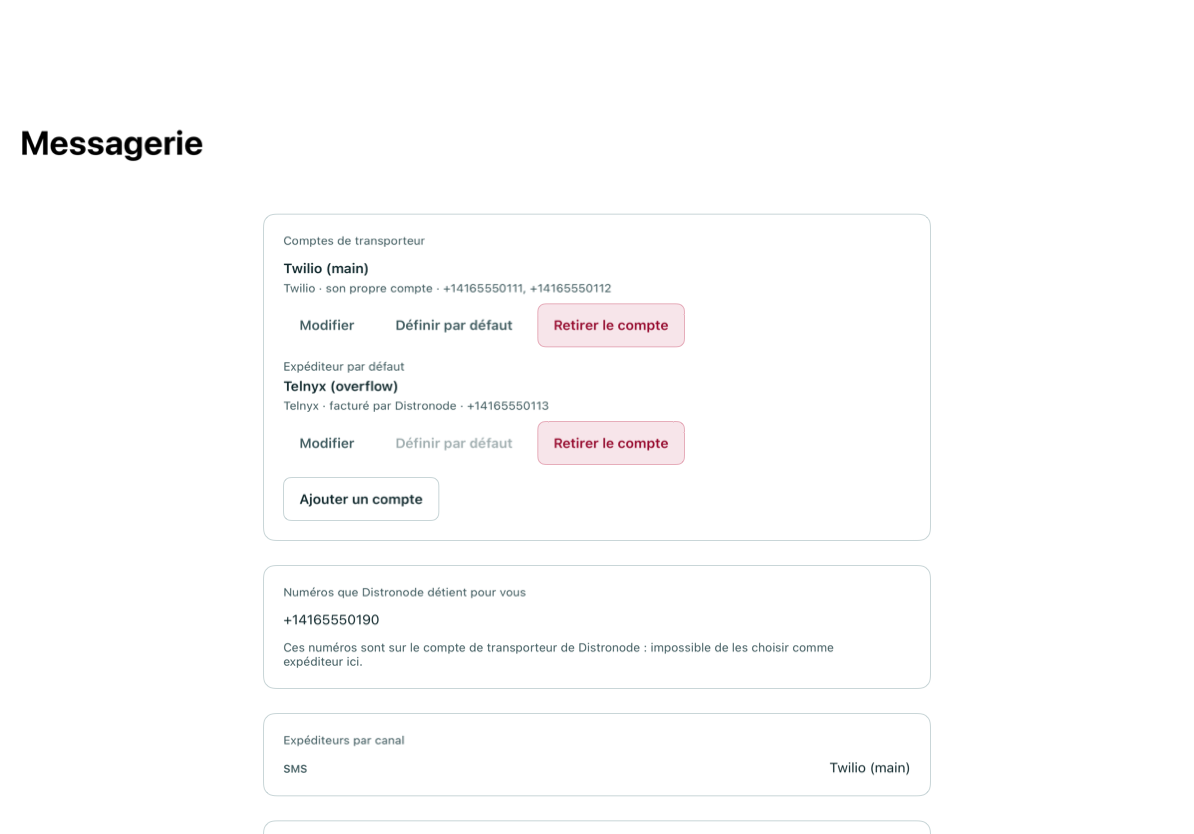 Messagerie
Comptes de transporteur
Twilio (main)
Twilio · son propre compte · +14165550111, +14165550112
Modifier
Définir par défaut
Retirer le compte
Expéditeur par défaut
Telnyx (overflow)
Telnyx · facturé par Distronode · +14165550113
Modifier
Définir par défaut
Retirer le compte
Ajouter un compte
Numéros que Distronode détient pour vous
+14165550190
Ces numéros sont sur le compte de transporteur de Distronode : impossible de les choisir comme
expéditeur ici.
Expéditeurs par canal
SMS
Twilio (main)